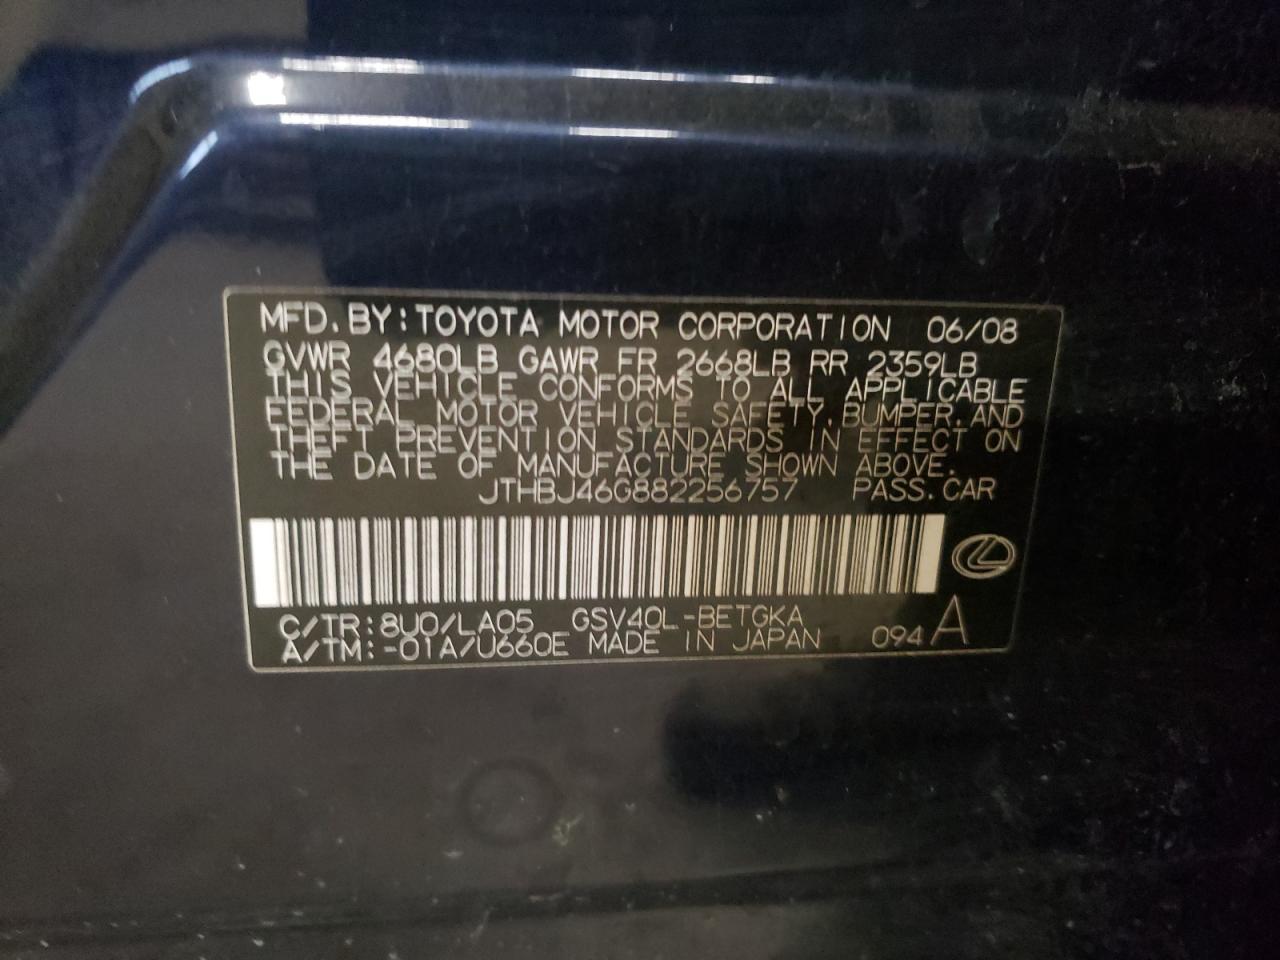 MFD.BY:TOYOTA MOTOR CORPORATION 06/08
GVWR 4680LB GAWR FR 2668LB RR 2359LB
THIS VEHICLE CONFORMS TO ALL APPLICABLE
FEDERAL MOTOR VEHICLE SAFETY,BUMPER,AND
THEFT PREVENTION STANDARDS IN EFFECT ON
THE DATE OF MANUFACTURE SHOWN ABOVE.
JTHBJ46G882256757 PASS.CAR
C/TR:8U0/LA05 GSV40L-BETGKA
A/TM:-01A/U660E MADE IN JAPAN 094 A